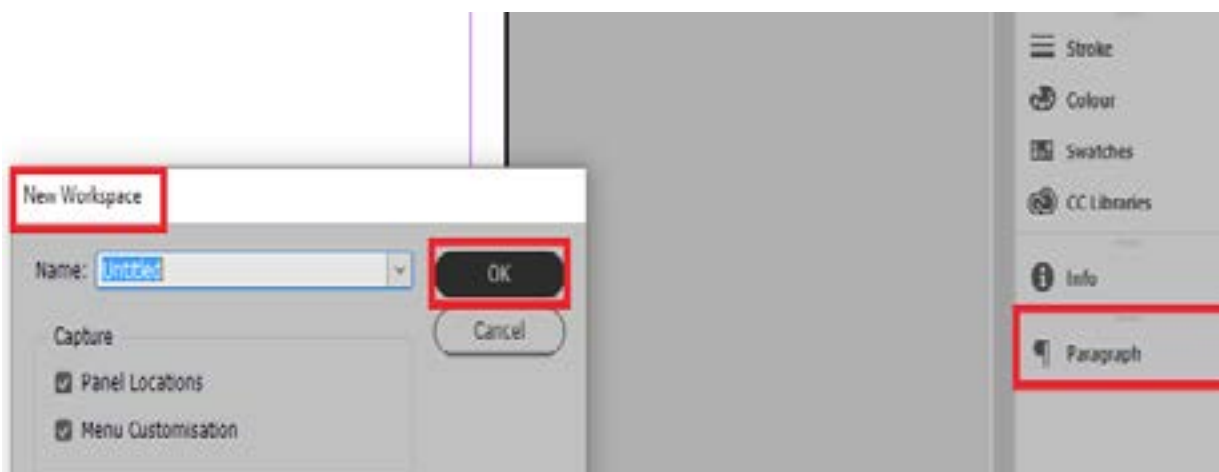 Stroke
Colour
Swatches
CC Libraries
New Workspace
Name: Untitled
OK
Info
Cancel
Capture
Paragraph
Panel Locations
Menu Customisation